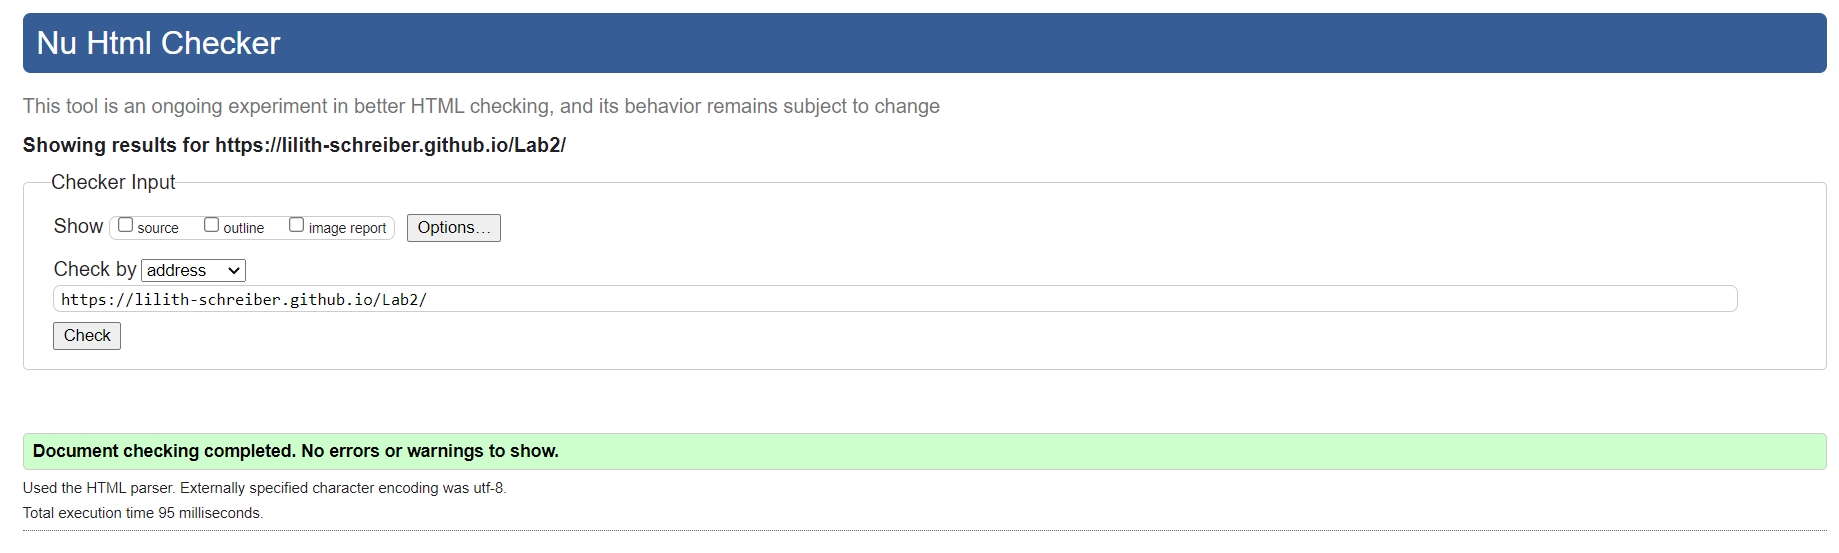 Nu Html Checker
This tool is an ongoing experiment in better HTML checking, and its behavior remains subject to change
Showing results for https://lilith-schreiber.github.io/Lab2/
Checker Input
Show source outline image report Options...
Check by address
https://lilith-schreiber.github.io/Lab2/
Check
Document checking completed. No errors or warnings to show.
Used the HTML parser. Externally specified character encoding was utf-8.
Total execution time 95 milliseconds.